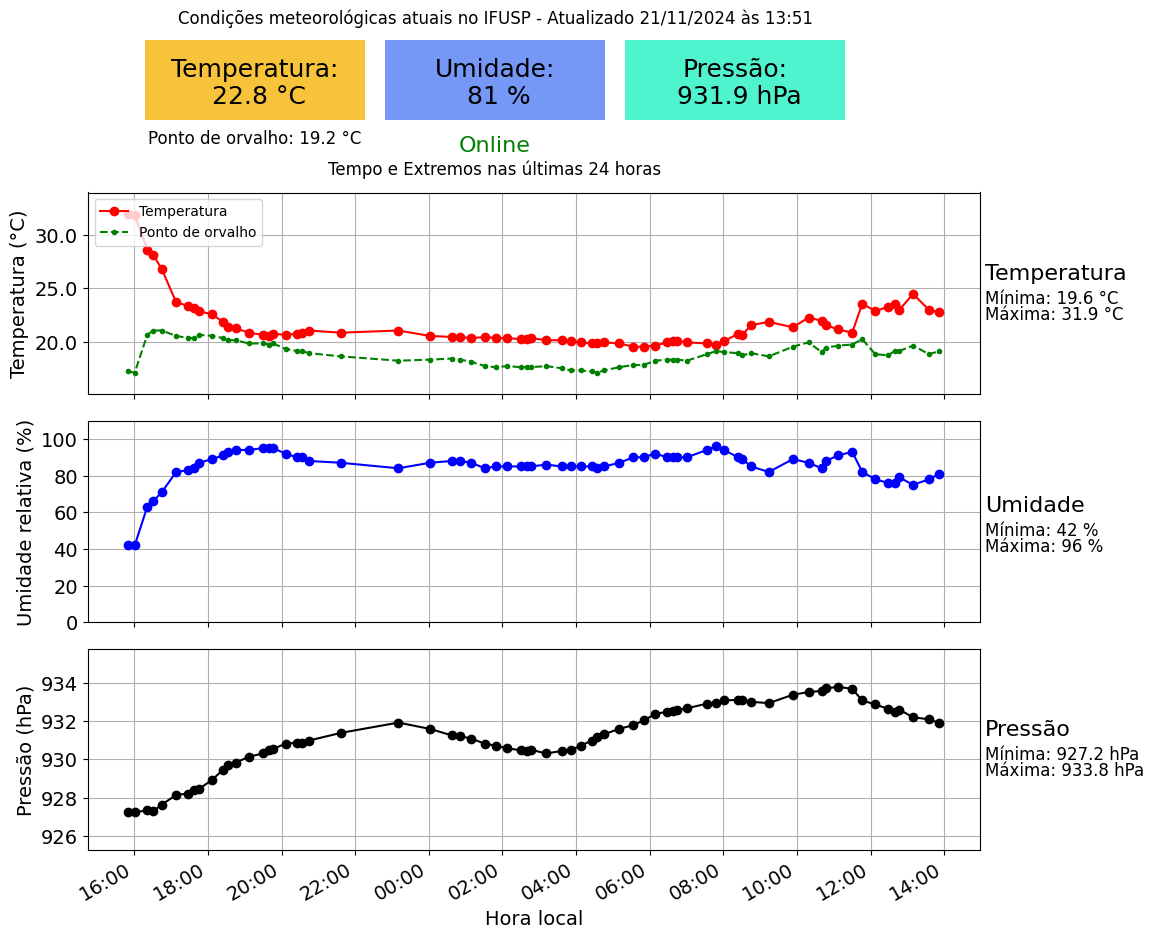 Condições meteorológicas atuais no IFUSP - Atualizado 21/11/2024 às 13:51
Temperatura:
22.8 °C
Umidade:
81 %
Pressão:
931.9 hPa
Ponto de orvalho: 19.2 °C
Online
Tempo e Extremos nas últimas 24 horas
Temperatura (°C)
30.0
25.0
20.0
Temperatura
Ponto de orvalho
Temperatura
Mínima: 19.6 °C
Máxima: 31.9 °C
Umidade relativa (%)
100
80
60
40
20
0
Umidade
Mínima: 42 %
Máxima: 96 %
Pressão (hPa)
934
932
930
928
926
Pressão
Mínima: 927.2 hPa
Máxima: 933.8 hPa
16:00 18:00 20:00 22:00 00:00 02:00 04:00 06:00 08:00 10:00 12:00 14:00
Hora local